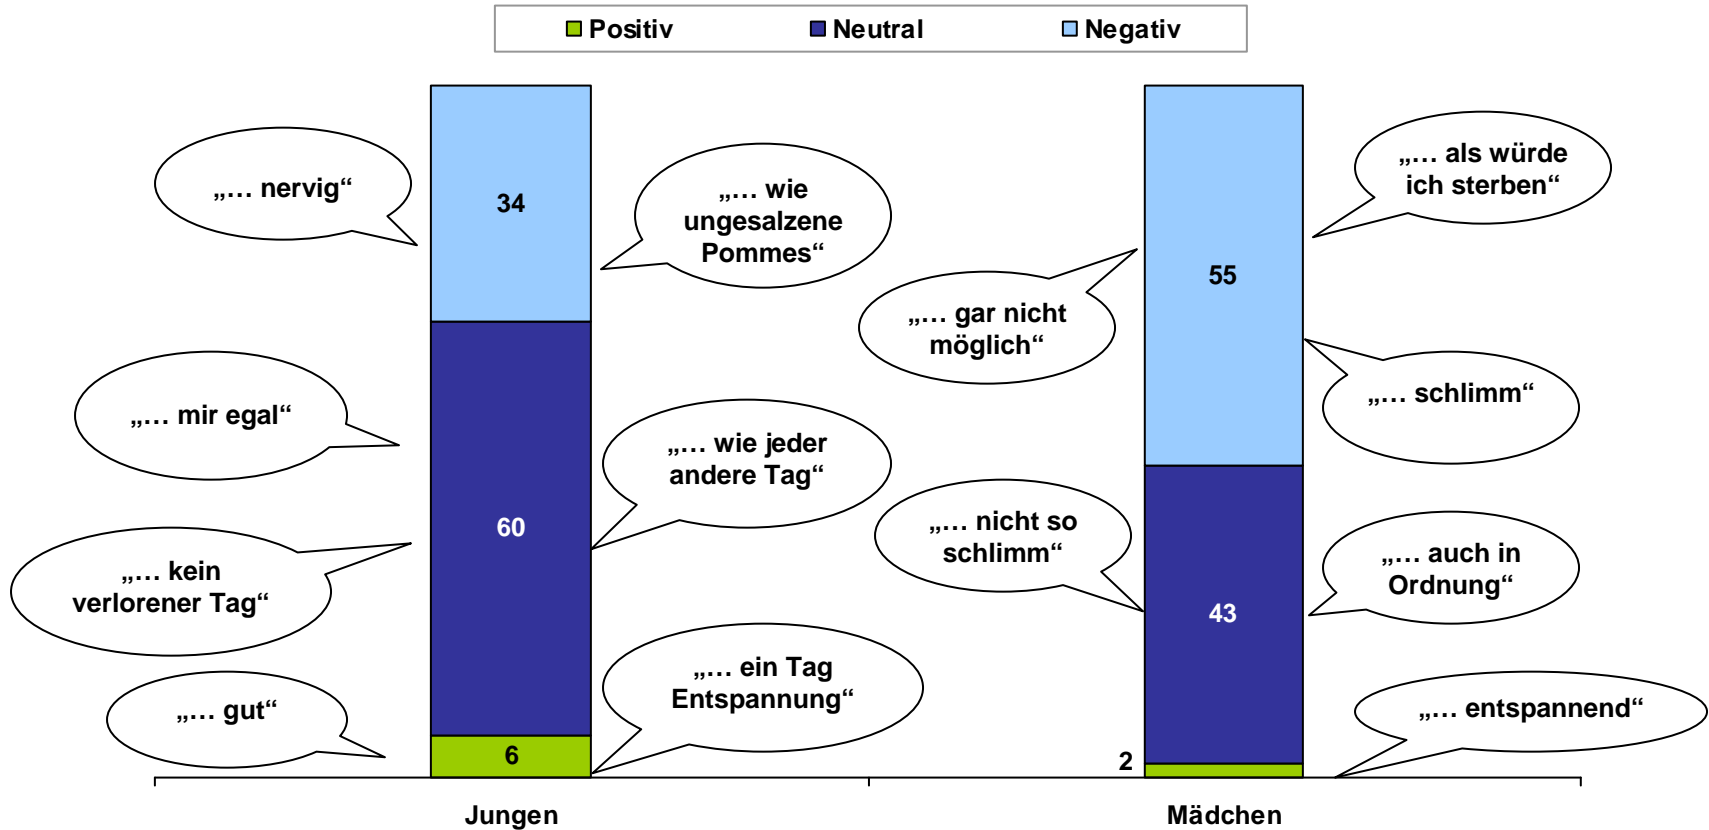 Positiv Neutral Negativ
„… nervig“
34
„… wie
ungesalzene
Pommes“
„… mir egal“
„… wie jeder
andere Tag“
60
„… kein
verlorener Tag“
„… gut“
6
„… ein Tag
Entspannung“
Jungen
„… als würde
ich sterben“
55
„… gar nicht
möglich“
„… schlimm“
„… nicht so
schlimm“
43
„… auch in
Ordnung“
2
„… entspannend“
Mädchen